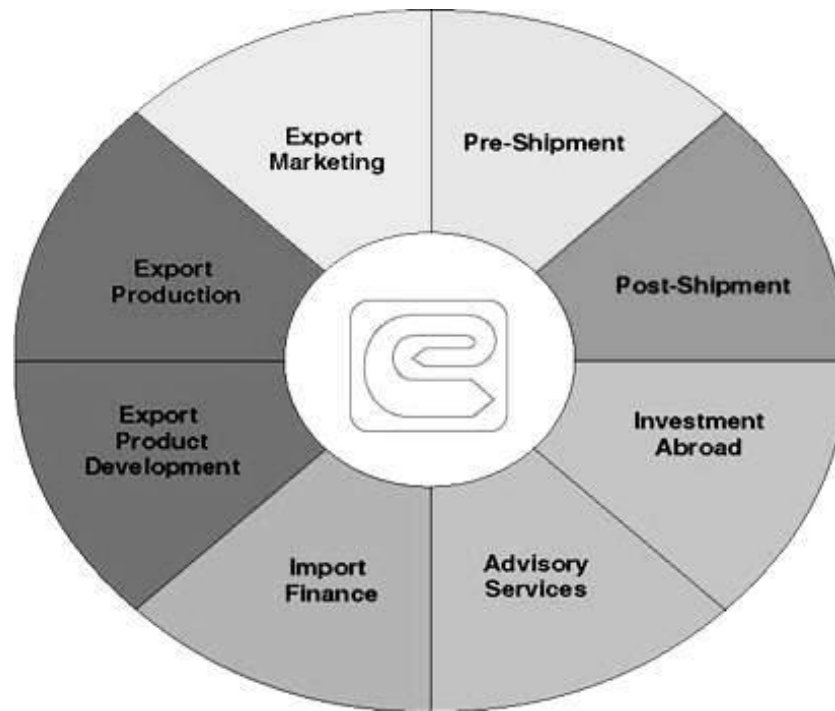 Export
Marketing
Pre-Shipment
Export
Production
Post-Shipment
Export
Product
Development
Investment
Abroad
Import
Finance
Advisory
Services